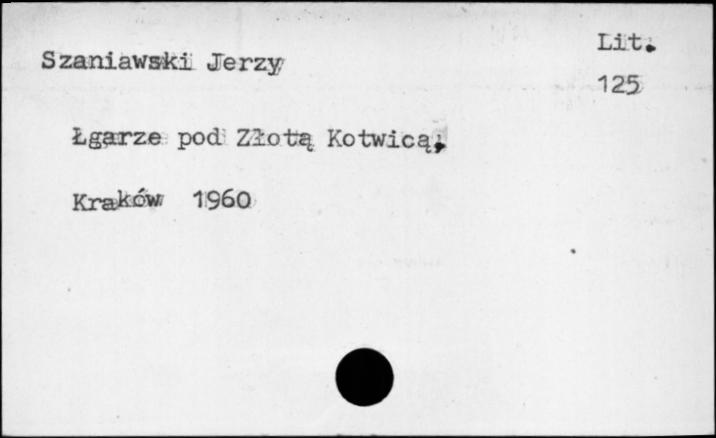 Lit.
Szaniawski Jerzy
125
Łgarze pod Złotą Kotwicą.
Kraków 1960